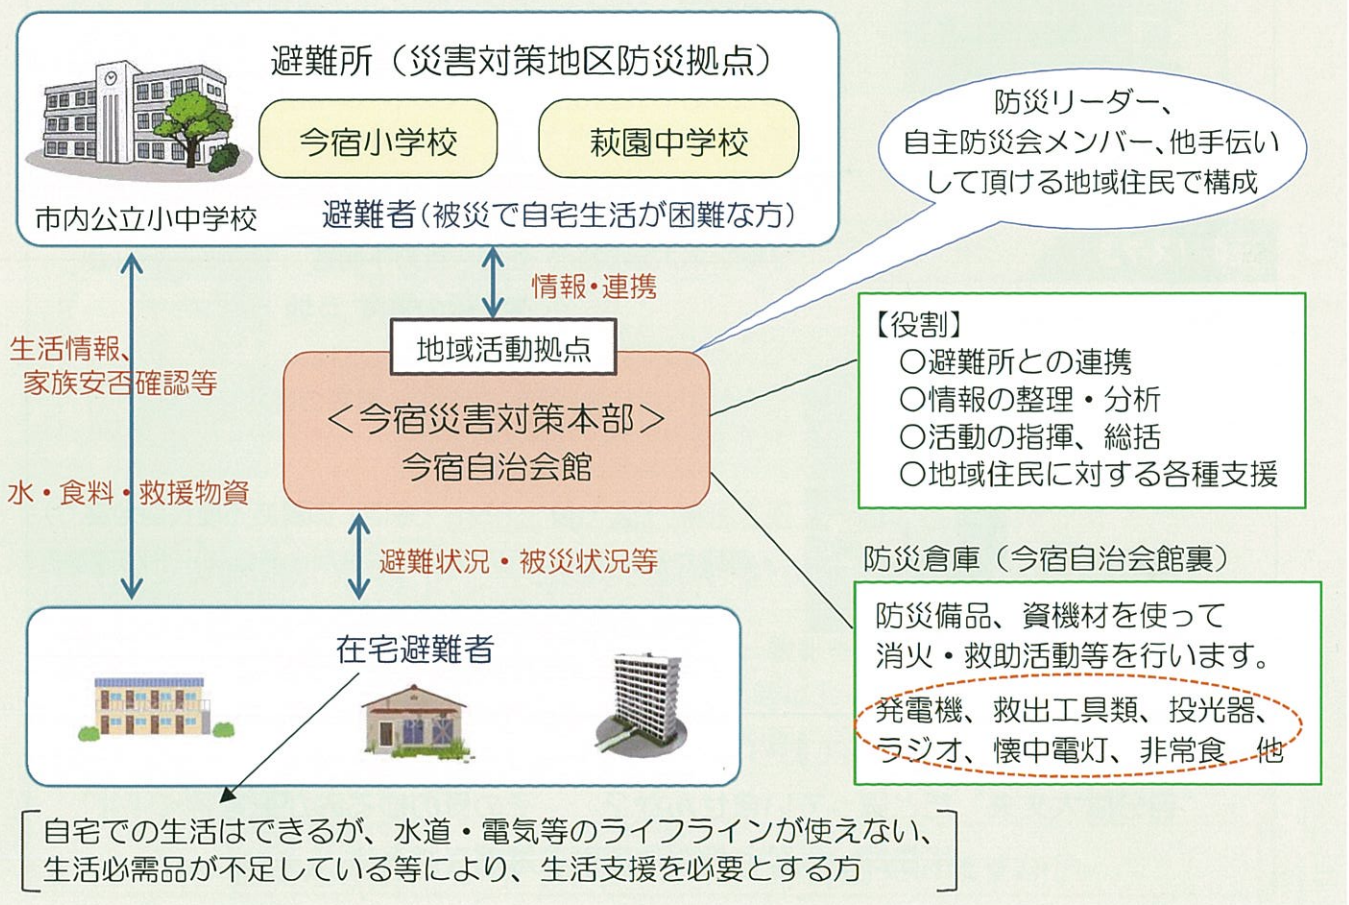 避難所（災害対策地区防災拠点）
今宿小学校
萩園中学校
市内公立小中学校
避難者（被災で自宅生活が困難な方）
防災リーダー、
自主防災会メンバー、他手伝い
して頂ける地域住民で構成
情報・連携
生活情報、
家族安否確認等
地域活動拠点
＜今宿災害対策本部＞
今宿自治会館
【役割】
〇避難所との連携
〇情報の整理・分析
〇活動の指揮、総括
〇地域住民に対する各種支援
水・食料・救援物資
避難状況・被災状況等
防災倉庫（今宿自治会館裏）
防災備品、資機材を使って
消火・救助活動等を行います。
発電機、救出工具類、投光器、
ラジオ、懐中電灯、非常食　他
在宅避難者
自宅での生活はできるが、水道・電気等のライフラインが使えない、
生活必需品が不足している等により、生活支援を必要とする方